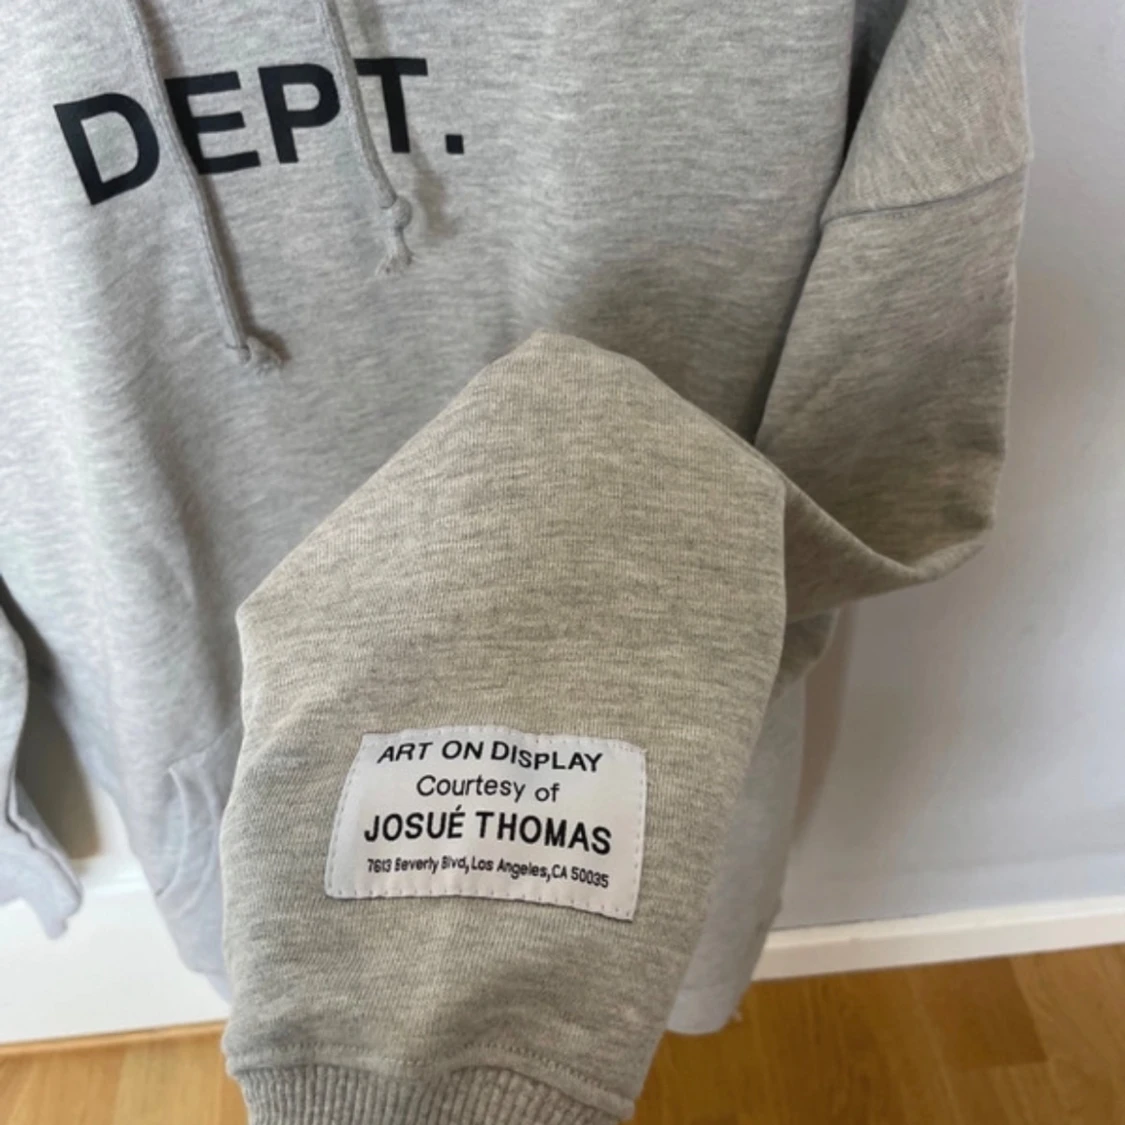 DEPT.
ART ON DISPLAY
Courtesy of
JOSUÉ THOMAS
7613 Beverly Blvd, Los Angeles, CA 50035